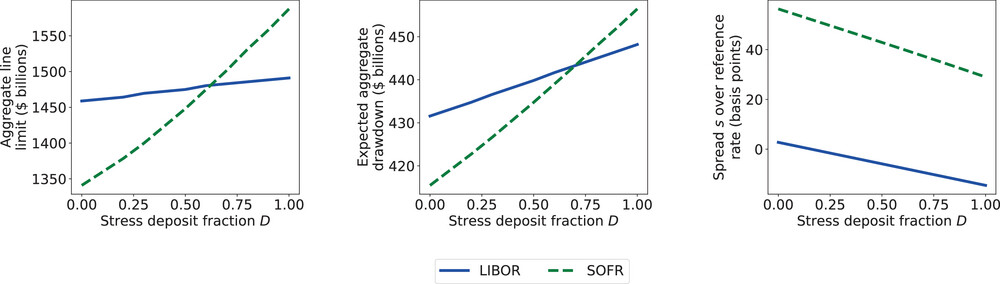 Aggregate line
limit ($ billions)
1550
1500
1450
1400
1350
0.00 0.25 0.50 0.75 1.00
Stress deposit fraction D
Expected aggregate
drawdown ($ billions)
450
440
430
420
0.00 0.25 0.50 0.75 1.00
Stress deposit fraction D
Spread s over reference
rate (basis points)
40
20
0
0.00 0.25 0.50 0.75 1.00
Stress deposit fraction D
LIBOR SOFR